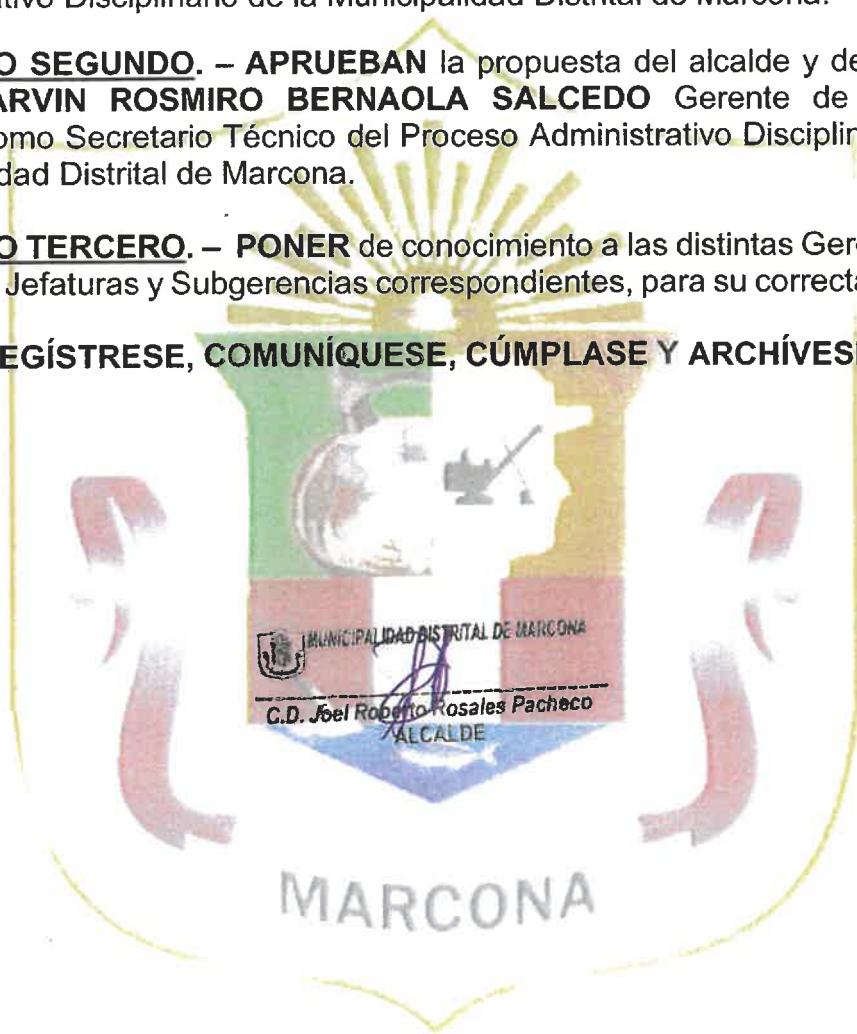 ativo Disciplinario de la Municipalidad Distrital de Marcona.
O SEGUNDO. – APRUEBAN la propuesta del alcalde y de
ARVIN ROSMIRO BERNAOLA SALCEDO Gerente de
omo Secretario Técnico del Proceso Administrativo Disciplin
dad Distrital de Marcona.
O TERCERO. – PONER de conocimiento a las distintas Ger
Jefaturas y Subgerencias correspondientes, para su correcta
EGÍSTRESE, COMUNÍQUESE, CÚMPLASE Y ARCHÍVES
MUNICIPALIDAD DISTRITAL DE MARCONA
C.D. Joel Roberto Rosales Pacheco
ALCALDE
MARCONA